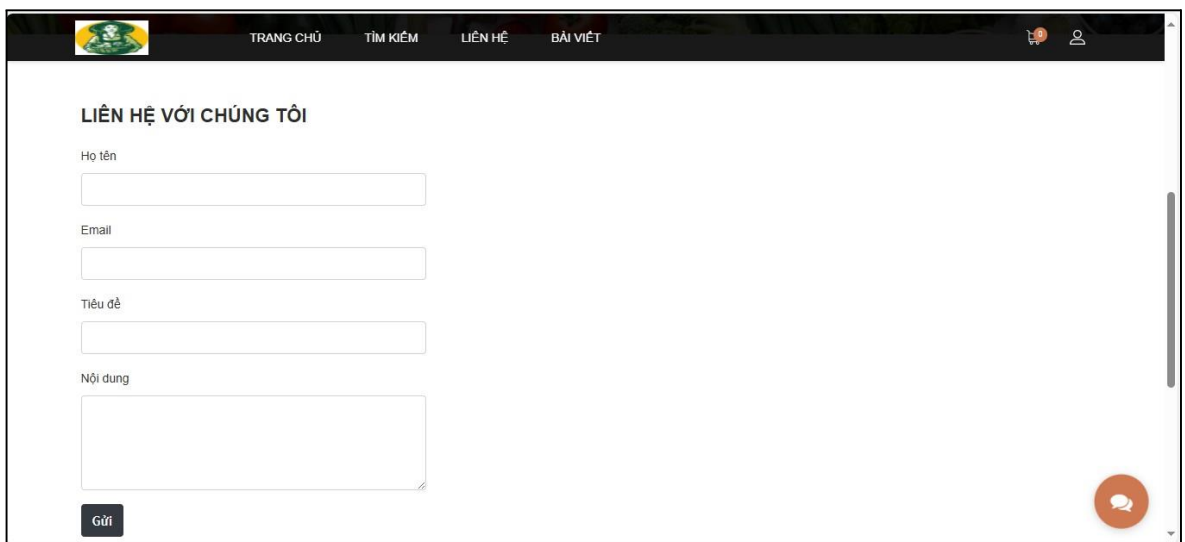 TRANG CHỦ TÌM KIẾM LIÊN HỆ BÀI VIẾT 0
LIÊN HỆ VỚI CHÚNG TÔI
Họ tên
Email
Tiêu đề
Nội dung
Gửi